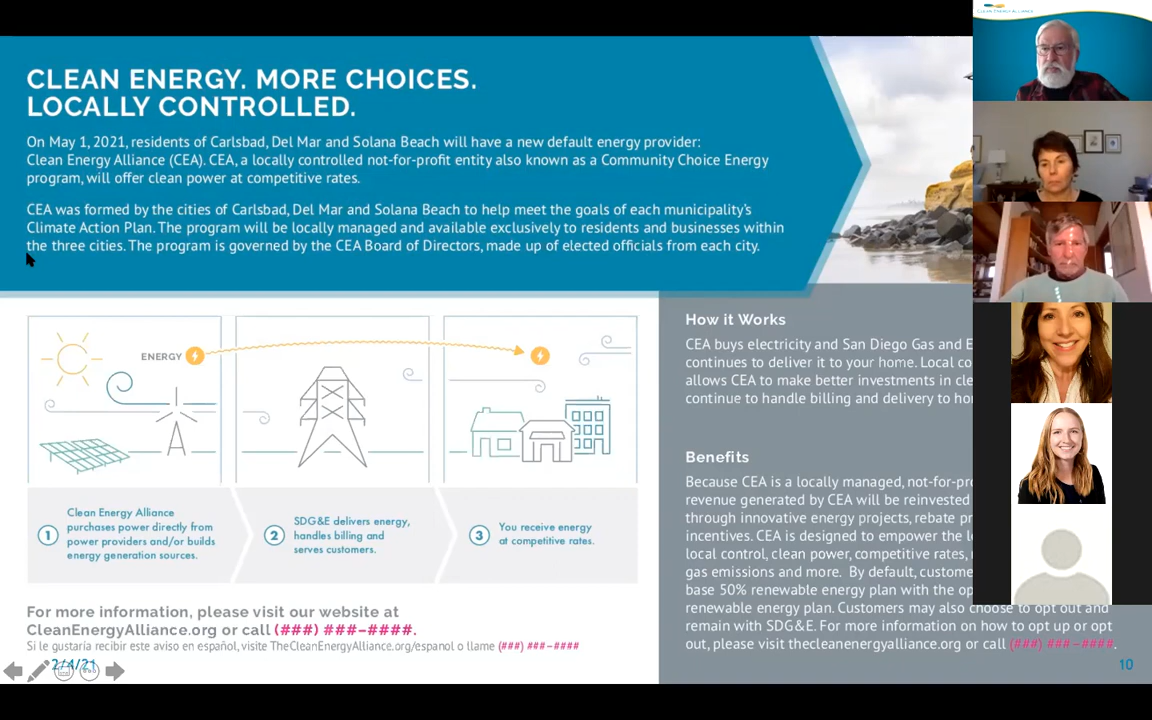 CLEAN ENERGY ALLIANCE
CLEAN ENERGY. MORE CHOICES.
LOCALLY CONTROLLED.
On May 1, 2021, residents of Carlsbad, Del Mar and Solana Beach will have a new default energy provider:
Clean Energy Alliance (CEA). CEA, a locally controlled not-for-profit entity also known as a Community Choice Energy
program, will offer clean power at competitive rates.
CEA was formed by the cities of Carlsbad, Del Mar and Solana Beach to help meet the goals of each municipality's
Climate Action Plan. The program will be locally managed and available exclusively to residents and businesses within
the three cities. The program is governed by the CEA Board of Directors, made up of elected officials from each city.
ENERGY
1
Clean Energy Alliance
purchases power directly from
power providers and/or builds
energy generation sources.
2
SDG&E delivers energy,
handles billing and
serves customers.
3
You receive energy
at competitive rates.
For more information, please visit our website at
CleanEnergyAlliance.org or call (###) ###-####.
Si le gustaría recibir este aviso en español, visite TheCleanEnergyAlliance.org/espanol o llame (###) ###-####
2/4/21
How it Works
CEA buys electricity and San Diego Gas and E
continues to deliver it to your home. Local co
allows CEA to make better investments in cle
continue to handle billing and delivery to ho
Benefits
Because CEA is a locally managed, not-for-pro
revenue generated by CEA will be reinvested
through innovative energy projects, rebate pr
incentives. CEA is designed to empower the l
local control, clean power, competitive rates,
gas emissions and more. By default, custome
base 50% renewable energy plan with the op
renewable energy plan. Customers may also choose to opt out and
remain with SDG&E. For more information on how to opt up or opt
out, please visit thecleanenergyalliance.org or call (###) ###-####.
10